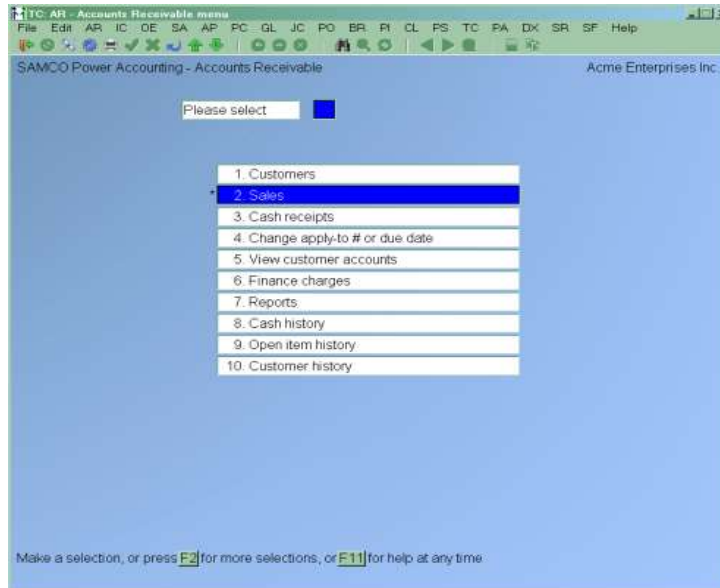 TC: AR - Accounts Receivable menu
File Edit AR IC OE SA AP PC GL JC PO BR PI CL PS TC PA DX SR SF Help
SAMCO Power Accounting - Accounts Receivable Acme Enterprises Inc.
Please select
1. Customers
* 2. Sales
3. Cash receipts
4. Change apply-to # or due date
5. View customer accounts
6. Finance charges
7. Reports
8. Cash history
9. Open item history
10. Customer history
Make a selection, or press F2 for more selections, or F11 for help at any time